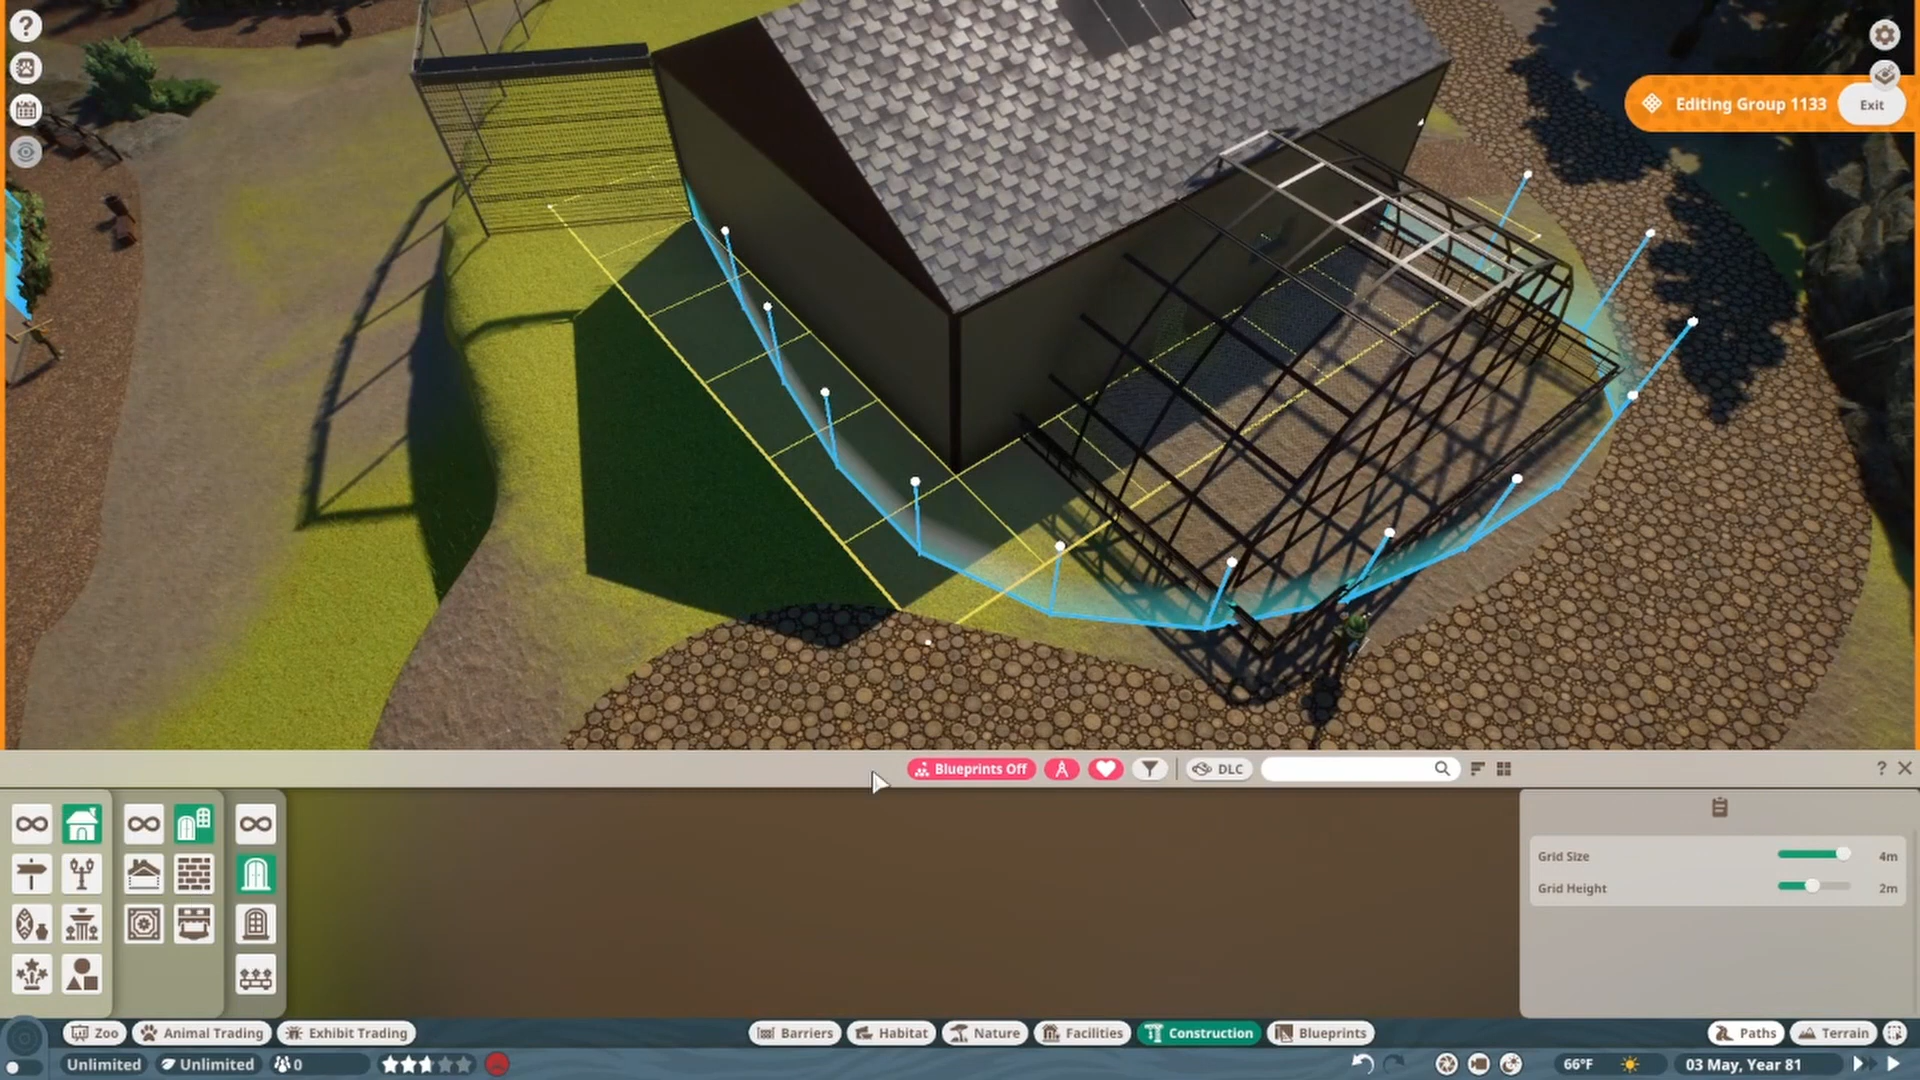 Editing Group 1133 Exit
Blueprints Off DLC
Grid Size 4m
Grid Height 2m
Zoo Animal Trading Exhibit Trading Barriers Habitat Nature Facilities Construction Blueprints Paths Terrain
Unlimited Unlimited 0 66°F 03 May, Year 81